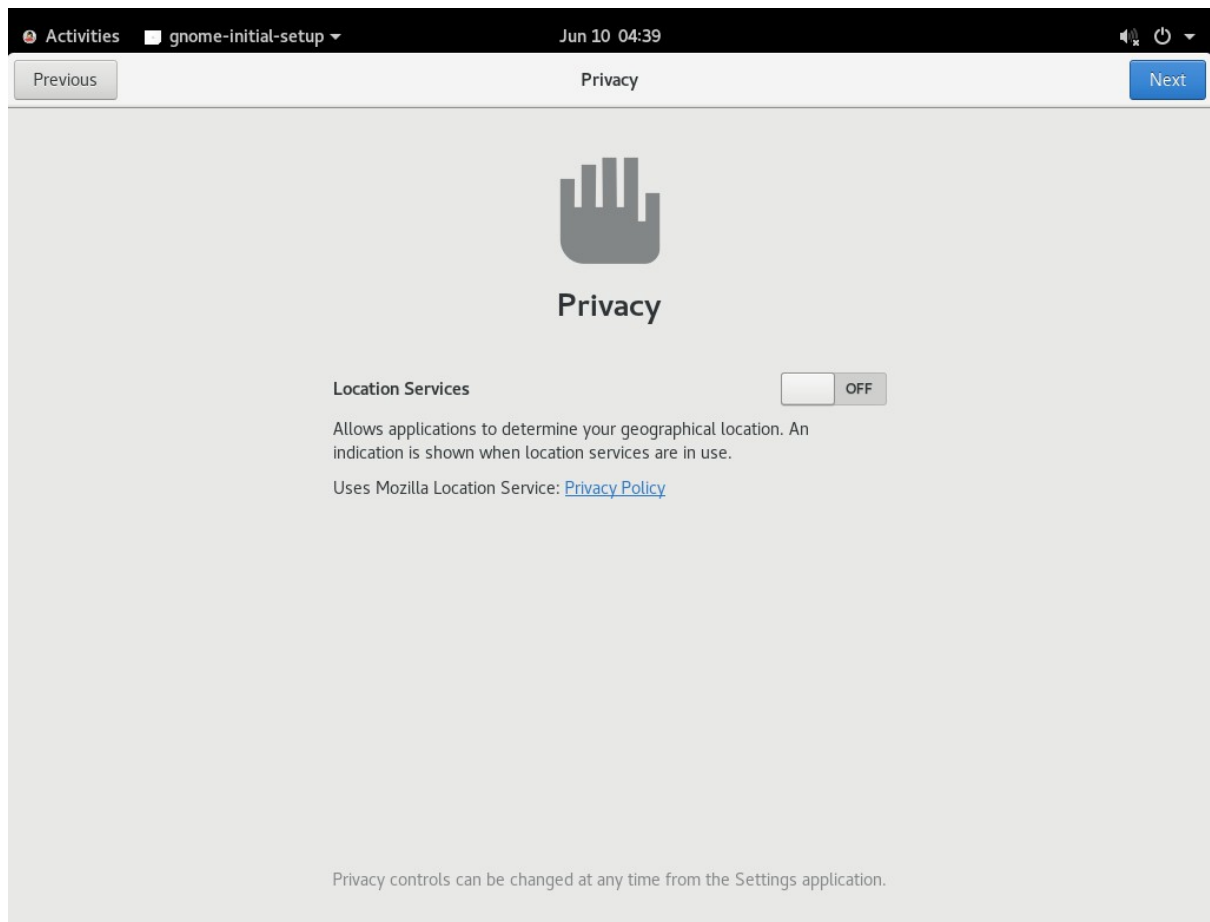 Activities gnome-initial-setup Jun 10 04:39
Previous Privacy Next
Privacy
Location Services OFF
Allows applications to determine your geographical location. An
indication is shown when location services are in use.
Uses Mozilla Location Service: Privacy Policy
Privacy controls can be changed at any time from the Settings application.